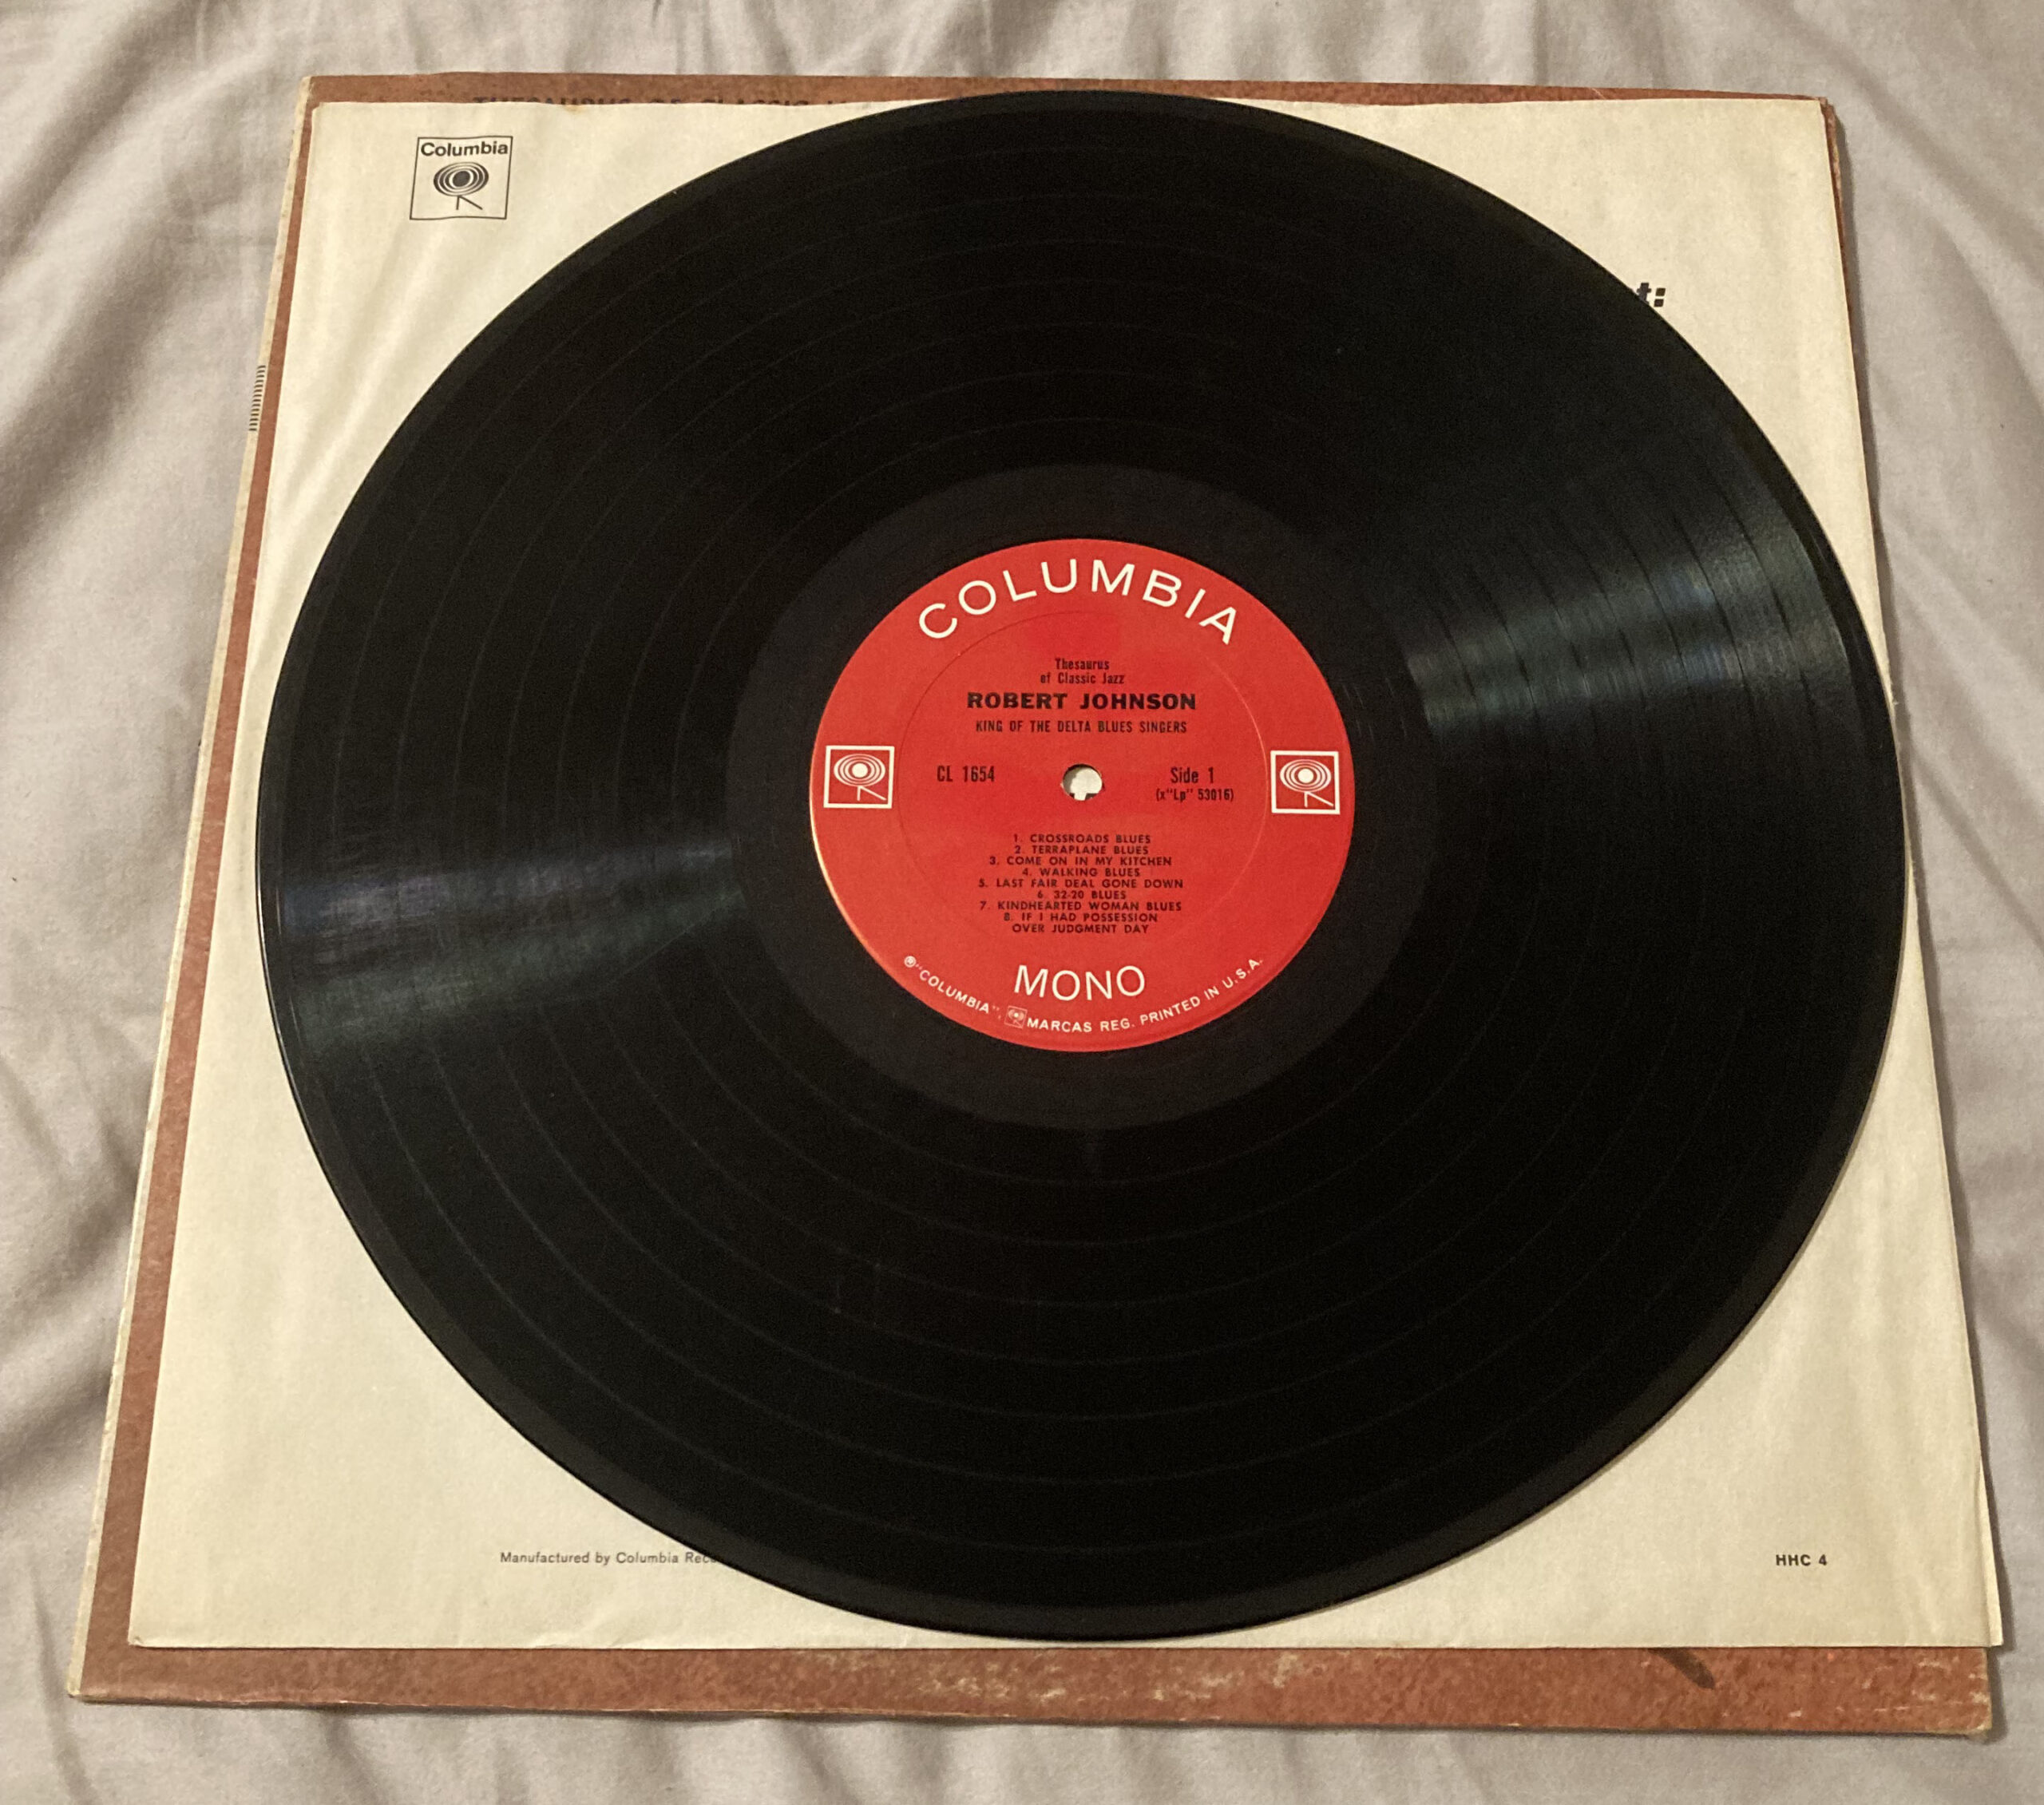 Columbia
t:
COLUMBIA
Thesaurus
of Classic Jazz
ROBERT JOHNSON
KING OF THE DELTA BLUES SINGERS
CL 1654
Side 1
(x"Lp" 53016)
1. CROSSROADS BLUES
2. TERRAPLANE BLUES
3. COME ON IN MY KITCHEN
4. WALKING BLUES
5. LAST FAIR DEAL GONE DOWN
6. 32-20 BLUES
7. KINDHEARTED WOMAN BLUES
8. IF I HAD POSSESSION
OVER JUDGMENT DAY
MONO
®"COLUMBIA", MARCAS REG. PRINTED IN U.S.A.
Manufactured by Columbia Rec
HHC 4